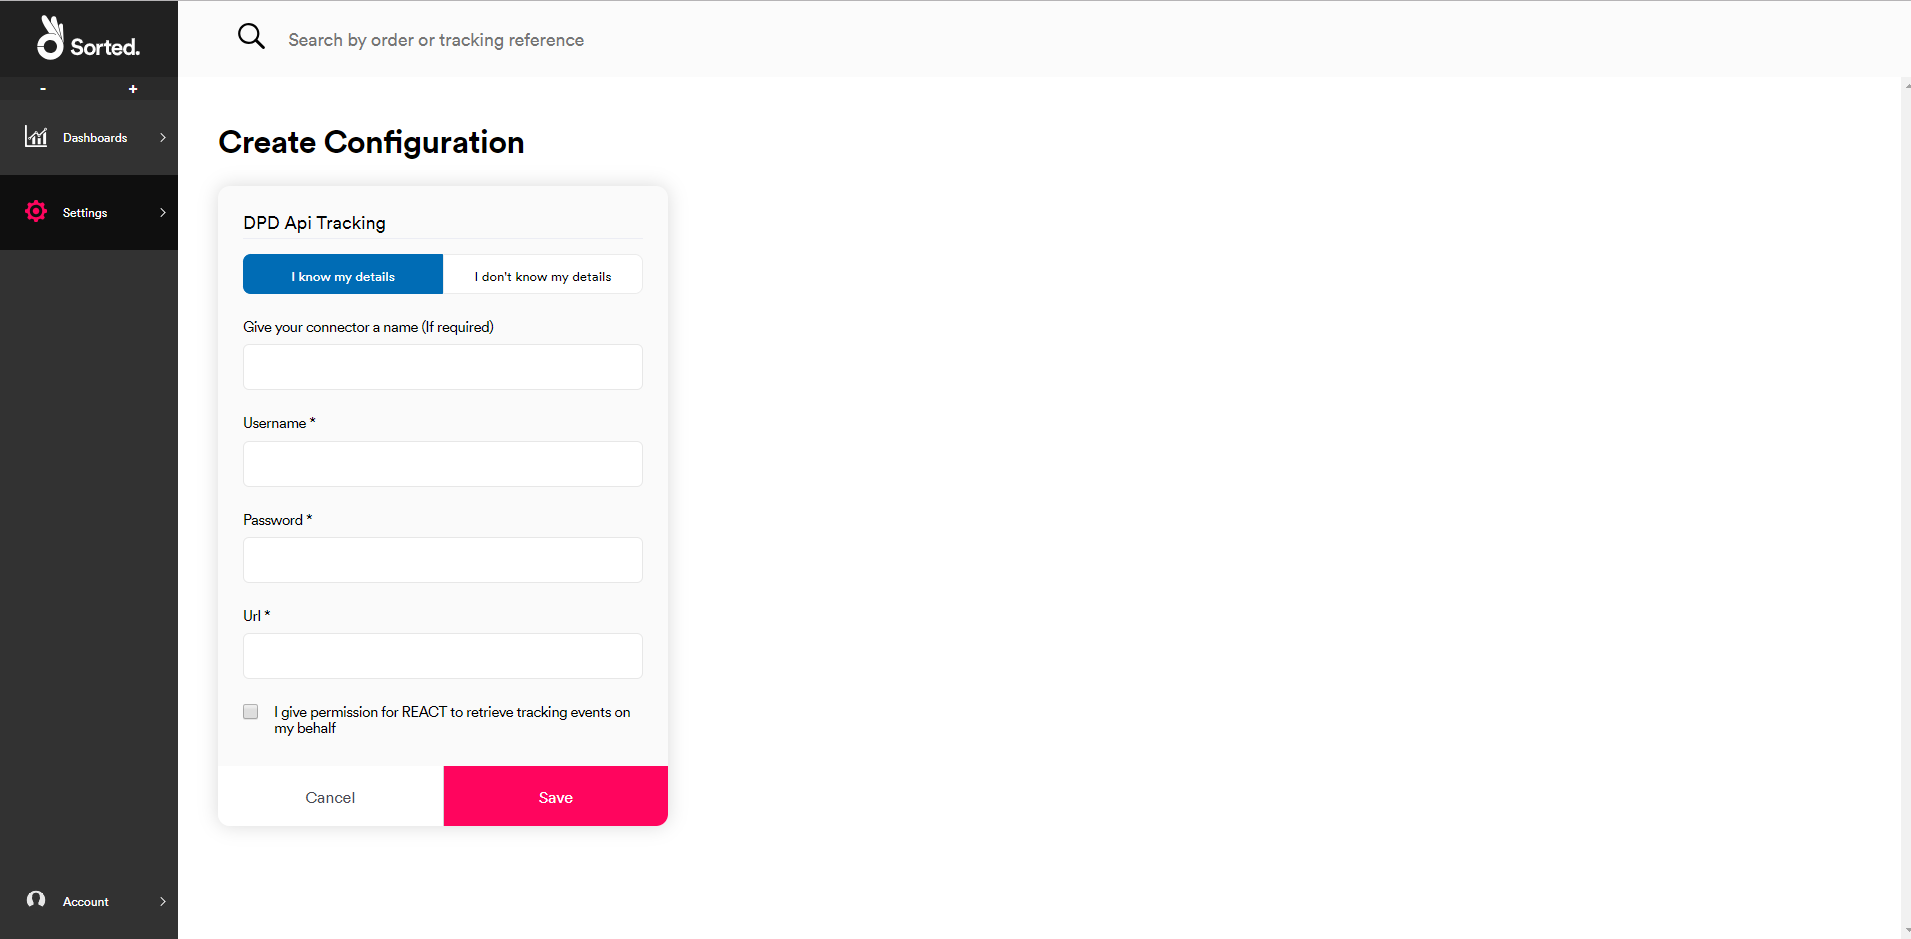 Sorted.
- +
Dashboards
Settings
Account
Search by order or tracking reference
Create Configuration
DPD Api Tracking
I know my details
I don't know my details
Give your connector a name (If required)
Username *
Password *
Url *
I give permission for REACT to retrieve tracking events on
my behalf
Cancel
Save